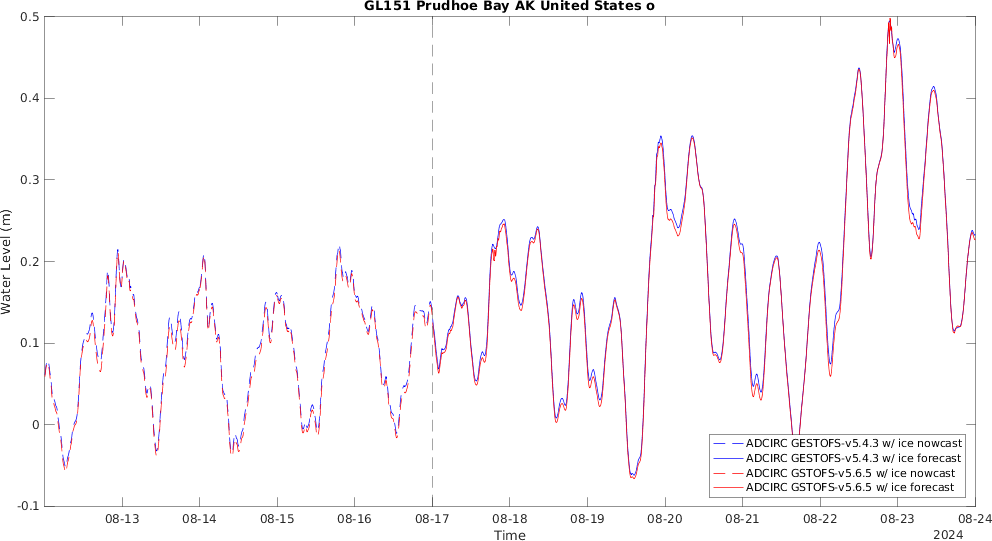 GL151 Prudhoe Bay AK United States o
0.5
0.4
0.3
0.2
0.1
0
-0.1
Water Level (m)
08-13 08-14 08-15 08-16 08-17 08-18 08-19 08-20 08-21 08-22 08-23 08-24
Time
2024
ADCIRC GESTOFS-v5.4.3 w/ ice nowcast
ADCIRC GESTOFS-v5.4.3 w/ ice forecast
ADCIRC GSTOFS-v5.6.5 w/ ice nowcast
ADCIRC GSTOFS-v5.6.5 w/ ice forecast